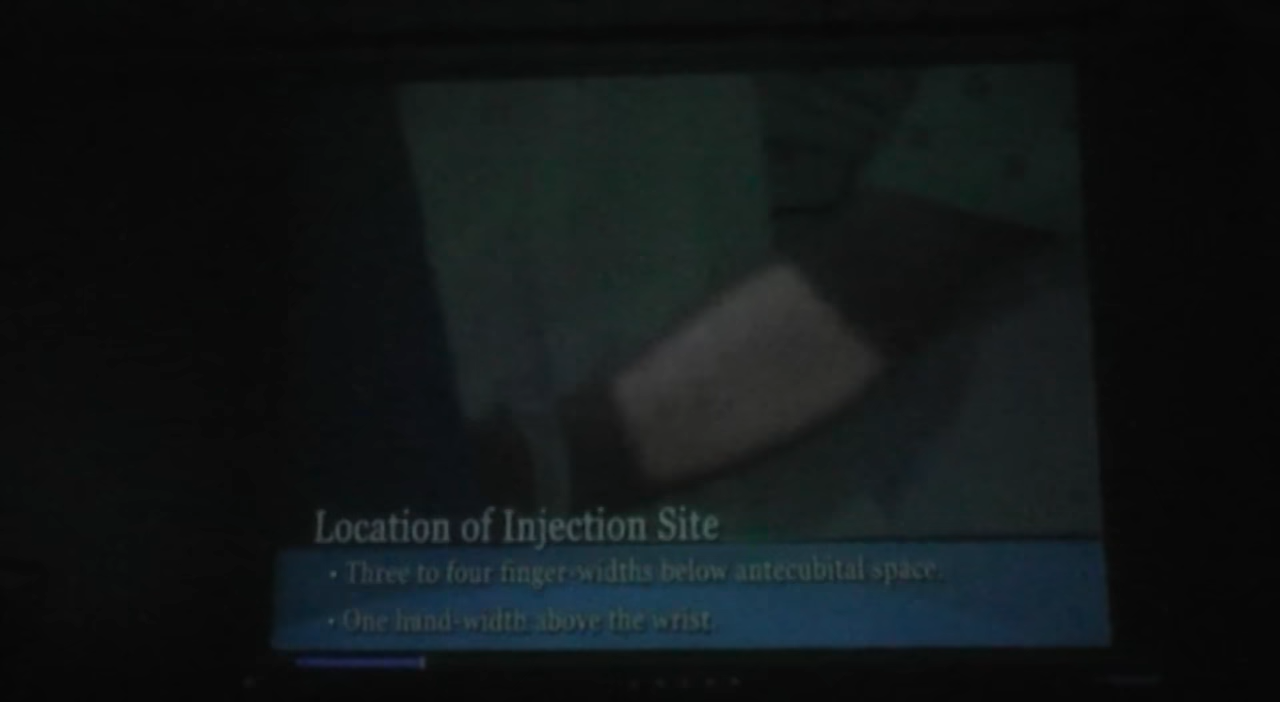 Location of Injection Site
• Three to four finger-widths below antecubital space.
• One hand-width above the wrist.